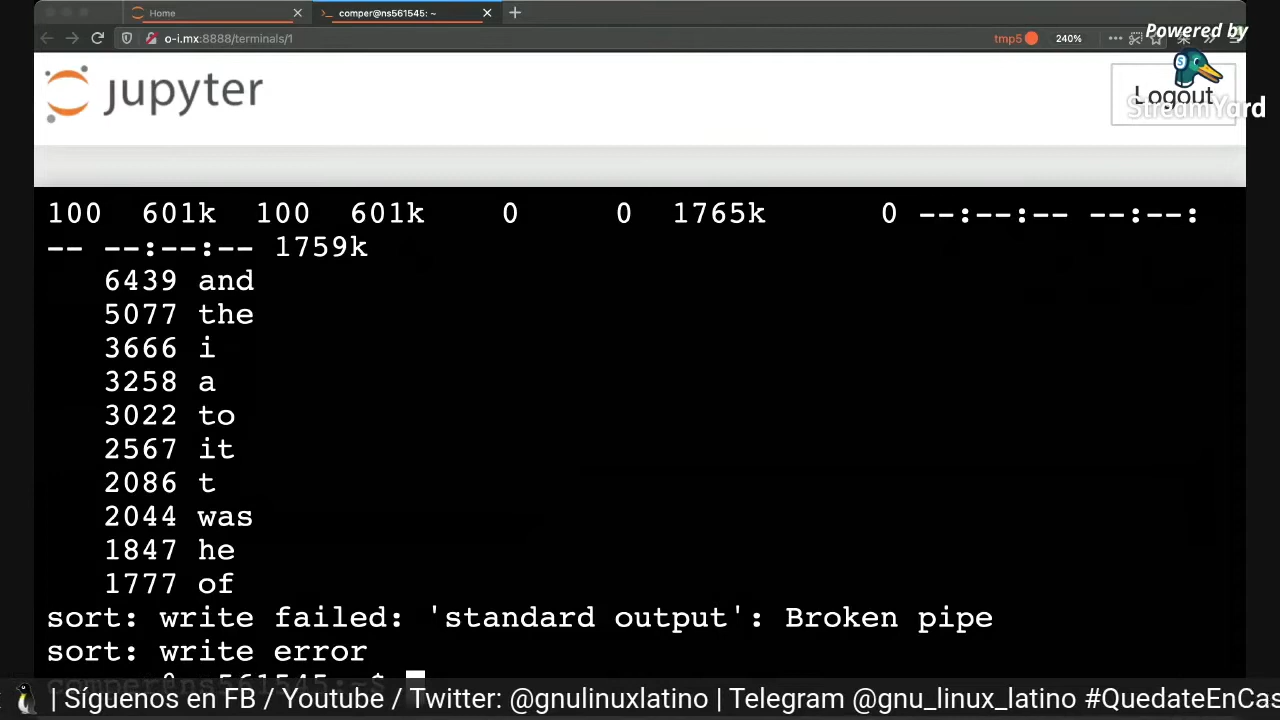 Home
comper@ns561545: ~
o-i.mx:8888/terminals/1
tmp5
240%
Powered by
StreamYard
jupyter
Logout
100 601k 100 601k 0 0 1765k 0 --:--:-- --:--:
-- --:--:-- 1759k
6439 and
5077 the
3666 i
3258 a
3022 to
2567 it
2086 t
2044 was
1847 he
1777 of
sort: write failed: 'standard output': Broken pipe
sort: write error
comper@ns561545:~$
| Síguenos en FB / Youtube / Twitter: @gnulinuxlatino | Telegram @gnu_linux_latino #QuedateEnCas